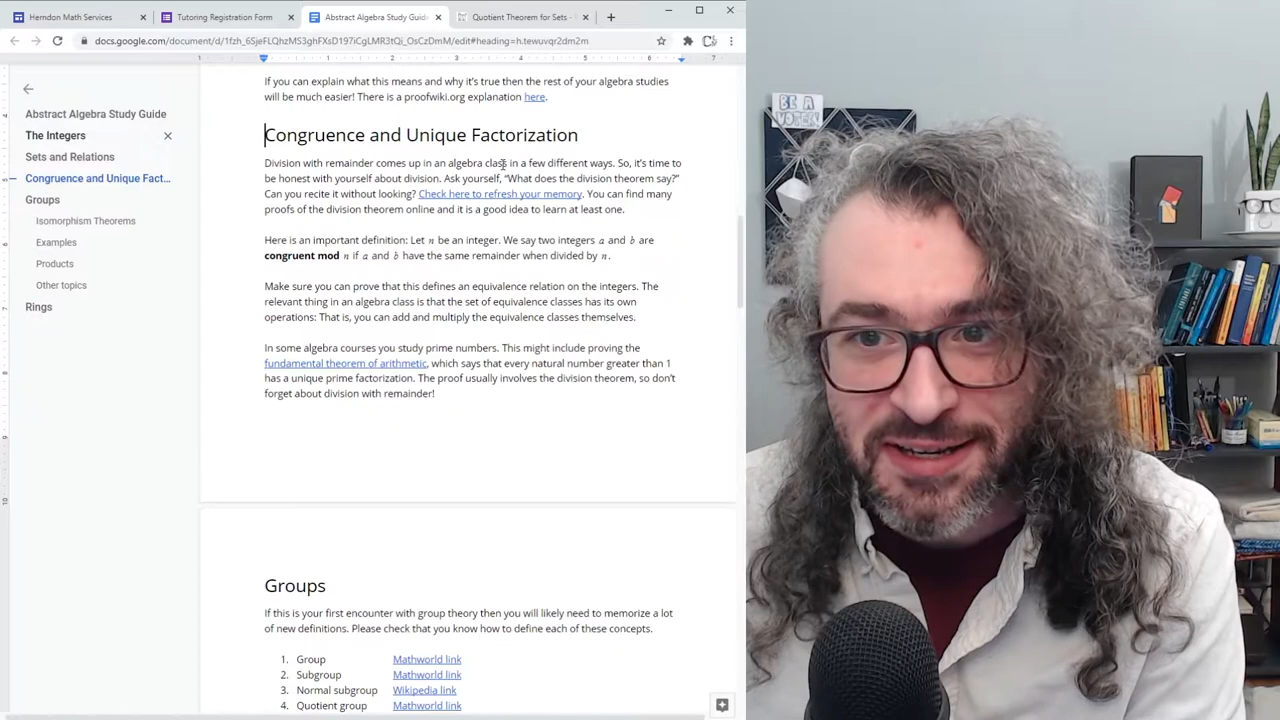 Herndon Math Services
Tutoring Registration Form
Abstract Algebra Study Guide
Quotient Theorem for Sets -
docs.google.com/document/d/1fzh_6SjeFLQhzMS3ghFXsD197iCgLMR3tQi_OsCzDmM/edit#heading=h.tewuvqr2dm2m
1 1 2 3 4 5 6 7
If you can explain what this means and why it's true then the rest of your algebra studies
will be much easier! There is a proofwiki.org explanation here.
Abstract Algebra Study Guide
The Integers
Sets and Relations
Congruence and Unique Fact...
Groups
Isomorphism Theorems
Examples
Products
Other topics
Rings
Congruence and Unique Factorization
Division with remainder comes up in an algebra class in a few different ways. So, it's time to
be honest with yourself about division. Ask yourself, “What does the division theorem say?”
Can you recite it without looking? Check here to refresh your memory. You can find many
proofs of the division theorem online and it is a good idea to learn at least one.
Here is an important definition: Let n be an integer. We say two integers a and b are
congruent mod n if a and b have the same remainder when divided by n.
Make sure you can prove that this defines an equivalence relation on the integers. The
relevant thing in an algebra class is that the set of equivalence classes has its own
operations: That is, you can add and multiply the equivalence classes themselves.
In some algebra courses you study prime numbers. This might include proving the
fundamental theorem of arithmetic, which says that every natural number greater than 1
has a unique prime factorization. The proof usually involves the division theorem, so don't
forget about division with remainder!
Groups
If this is your first encounter with group theory then you will likely need to memorize a lot
of new definitions. Please check that you know how to define each of these concepts.
1. Group Mathworld link
2. Subgroup Mathworld link
3. Normal subgroup Wikipedia link
4. Quotient group Mathworld link
BE A